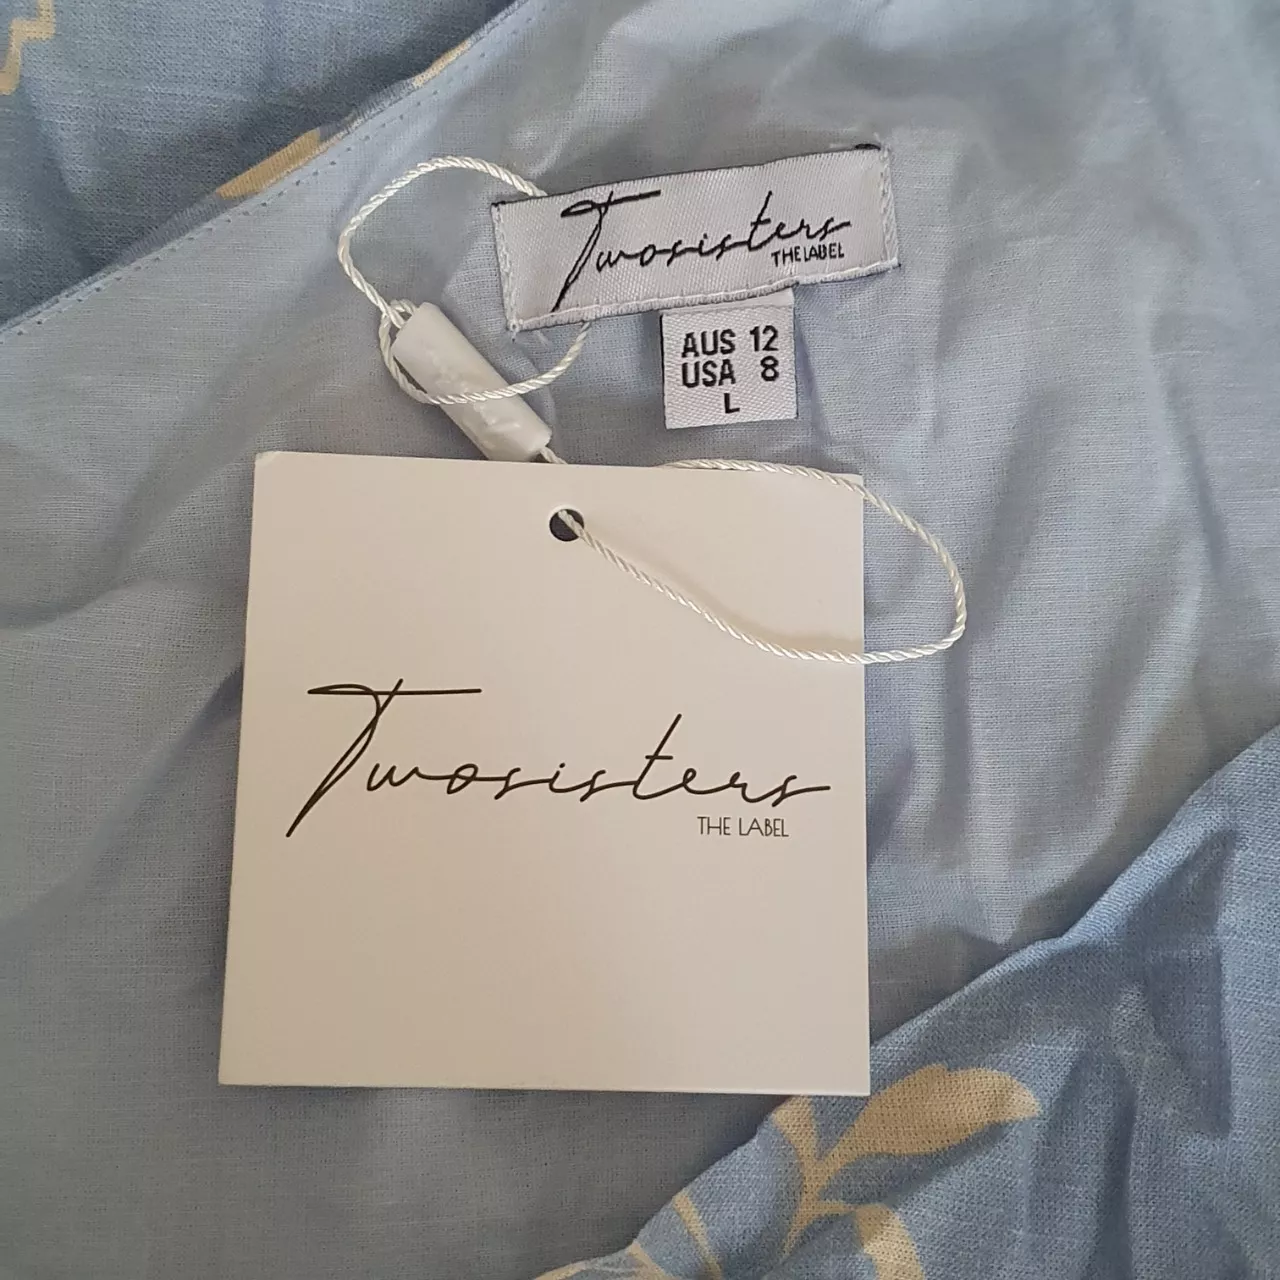 Twosisters
THE LABEL
AUS 12
USA 8
L
Twosisters
THE LABEL